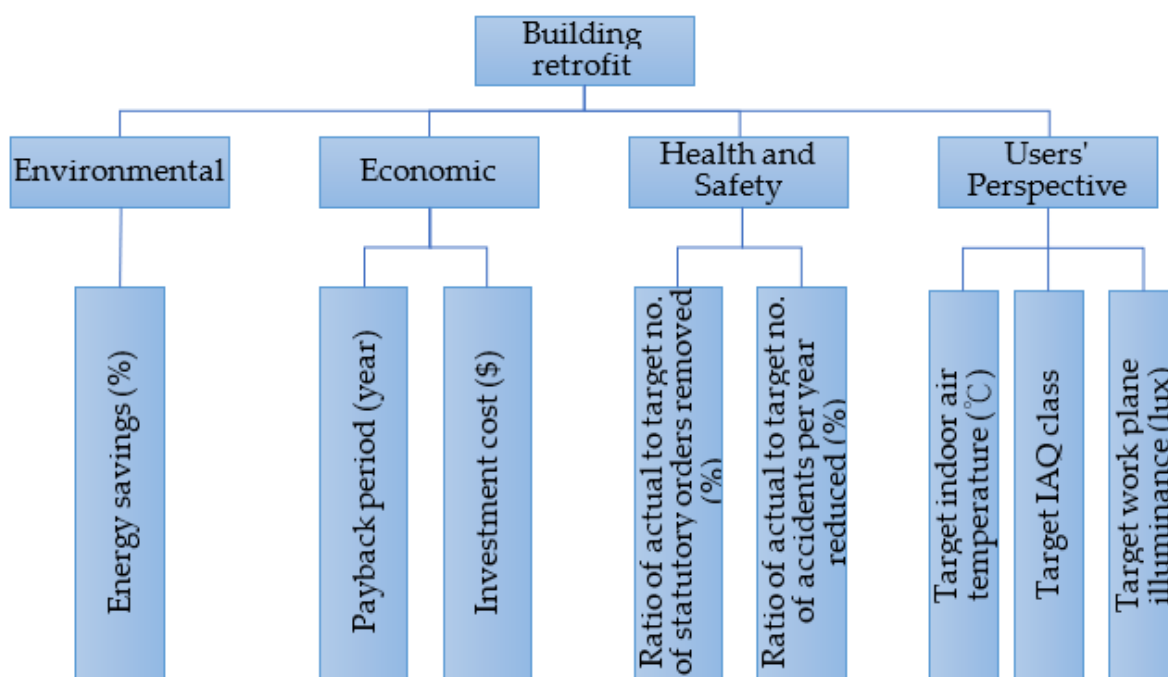 Building
retrofit
Environmental
Economic
Health and
Safety
Users'
Perspective
Energy savings (%)
Payback period (year)
Investment cost ($)
Ratio of actual to target no.
of statutory orders removed
(%)
Ratio of actual to target no.
of accidents per year
reduced (%)
Target indoor air
temperature (℃)
Target IAQ class
Target work plane
illuminance (lux)